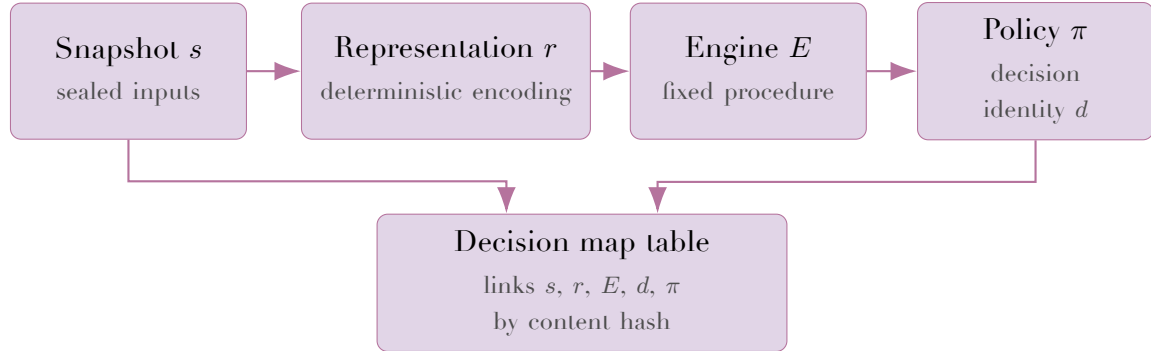 Snapshot s
sealed inputs
Representation r
deterministic encoding
Engine E
fixed procedure
Policy π
decision
identity d
Decision map table
links s, r, E, d, π
by content hash